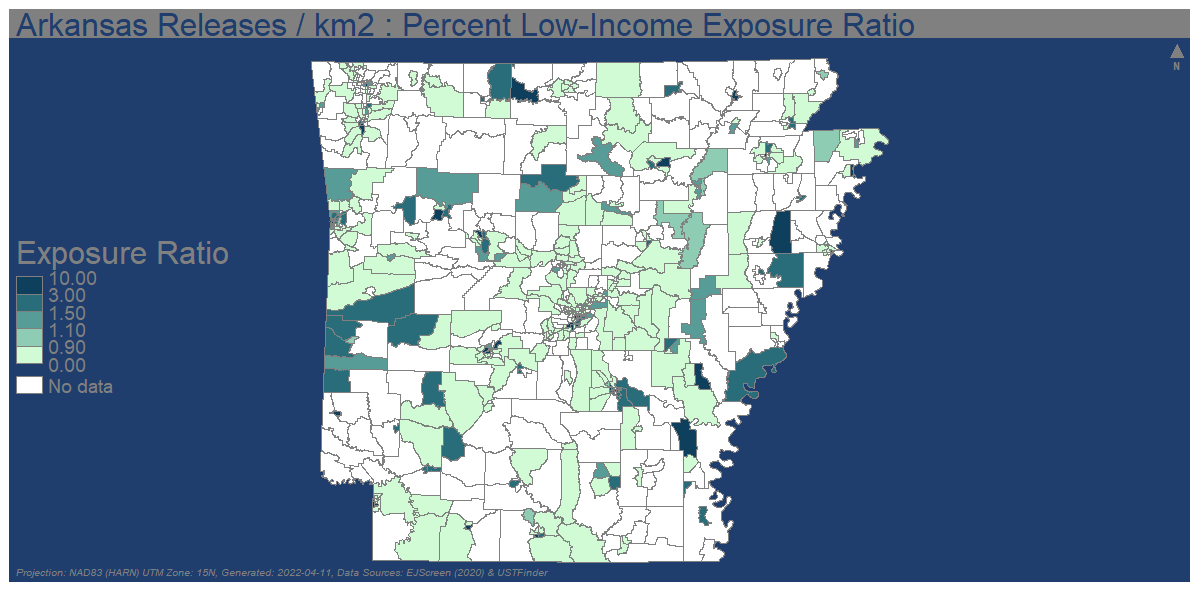 Arkansas Releases / km2 : Percent Low-Income Exposure Ratio
N
Exposure Ratio
10.00
3.00
1.50
1.10
0.90
0.00
No data
Projection: NAD83 (HARN) UTM Zone: 15N, Generated: 2022-04-11, Data Sources: EJScreen (2020) & USTFinder